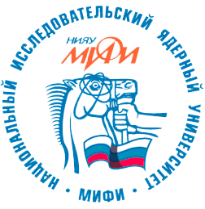 НАЦИОНАЛЬНЫЙ ИССЛЕДОВАТЕЛЬСКИЙ ЯДЕРНЫЙ УНИВЕРСИТЕТ
НИЯУ
МИФИ
• МИФИ •